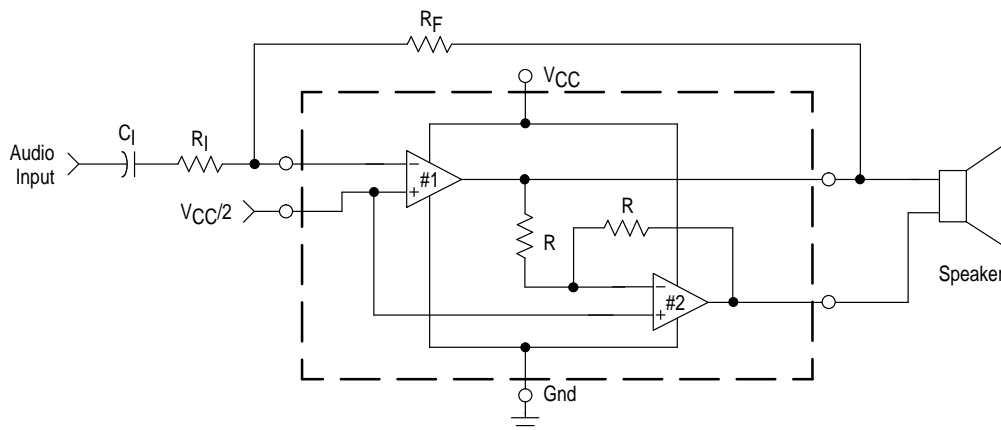 RF
VCC
CI
RI
Audio
Input
−
#1
+
VCC/2
R
R
−
#2
+
Speaker
Gnd